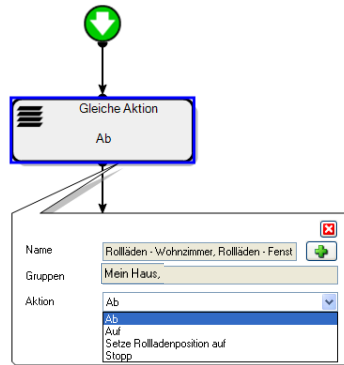 Gleiche Aktion
Ab
Name Rollläden - Wohnzimmer, Rollläden - Fenst
Gruppen Mein Haus,
Aktion Ab
Ab
Auf
Setze Rollladenposition auf
Stopp